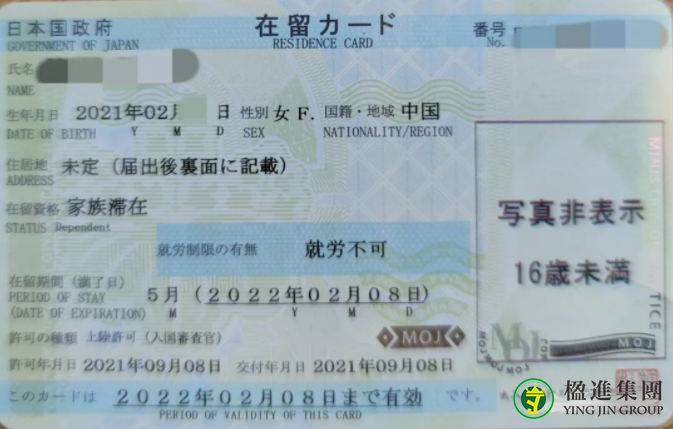 日本国政府 在留カード 番号
GOVERNMENT OF JAPAN RESIDENCE CARD No.
氏名
NAME
生年月日 2021年02月 日 性別 女 F. 国籍・地域 中国
DATE OF BIRTH Y M D SEX NATIONALITY/REGION
住居地 未定（届出後裏面に記載）
ADDRESS
在留資格 家族滞在
STATUS Dependent
就労制限の有無 就労不可
写真非表示
16歳未満
在留期間（満了日）
PERIOD OF STAY 5月（2022年02月08日）
(DATE OF EXPIRATION) M Y M D
許可の種類 上陸許可（入国審査官）
MOJ
MOJ
MOJ
許可年月日 2021年09月08日 交付年月日 2021年09月08日
このカードは 2022年02月08日まで有効 です。
PERIOD OF VALIDITY OF THIS CARD
楹進集團
YING JIN GROUP